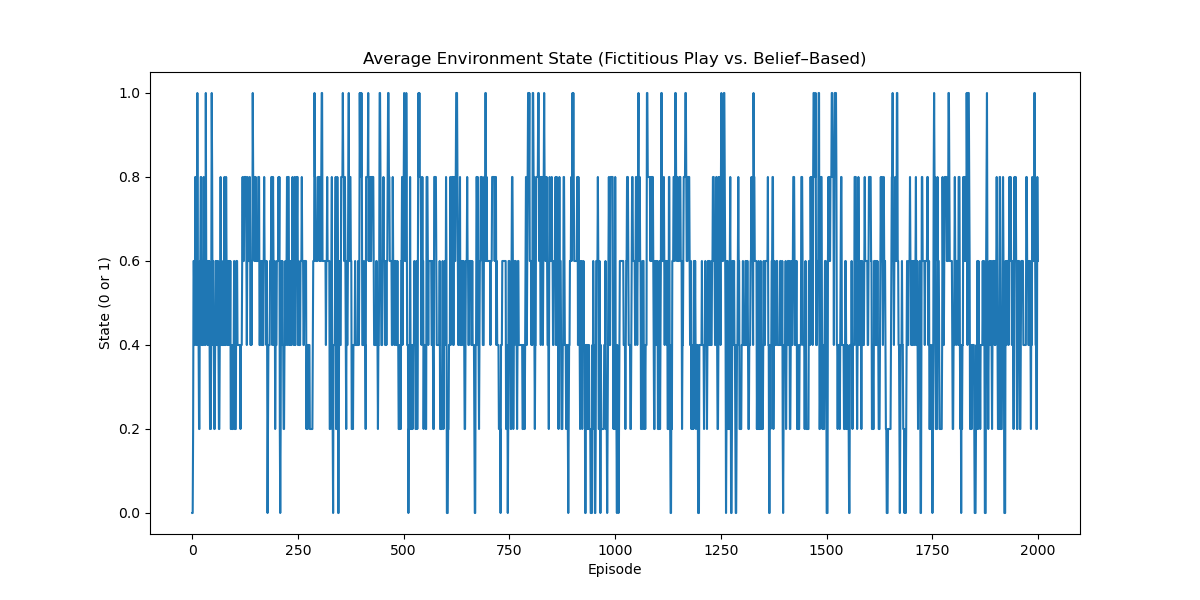 Average Environment State (Fictitious Play vs. Belief–Based)
1.0
0.8
0.6
0.4
0.2
0.0
State (0 or 1)
0 250 500 750 1000 1250 1500 1750 2000
Episode